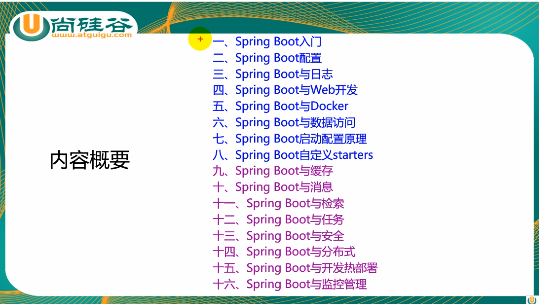 尚硅谷
www.atguigu.com
内容概要
一、Spring Boot入门
二、Spring Boot配置
三、Spring Boot与日志
四、Spring Boot与Web开发
五、Spring Boot与Docker
六、Spring Boot与数据访问
七、Spring Boot启动配置原理
八、Spring Boot自定义starters
九、Spring Boot与缓存
十、Spring Boot与消息
十一、Spring Boot与检索
十二、Spring Boot与任务
十三、Spring Boot与安全
十四、Spring Boot与分布式
十五、Spring Boot与开发热部署
十六、Spring Boot与监控管理